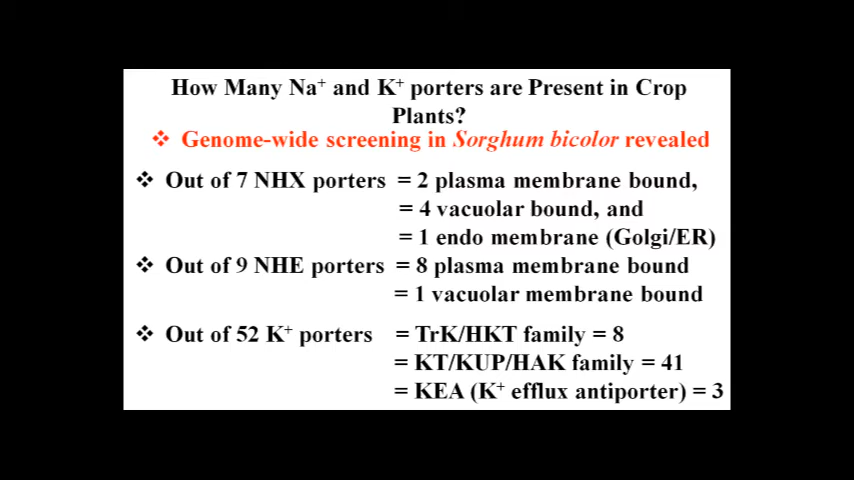 How Many Na⁺ and K⁺ porters are Present in Crop
Plants?
❖ Genome-wide screening in Sorghum bicolor revealed
❖ Out of 7 NHX porters = 2 plasma membrane bound,
= 4 vacuolar bound, and
= 1 endo membrane (Golgi/ER)
❖ Out of 9 NHE porters = 8 plasma membrane bound
= 1 vacuolar membrane bound
❖ Out of 52 K⁺ porters = TrK/HKT family = 8
= KT/KUP/HAK family = 41
= KEA (K⁺ efflux antiporter) = 3